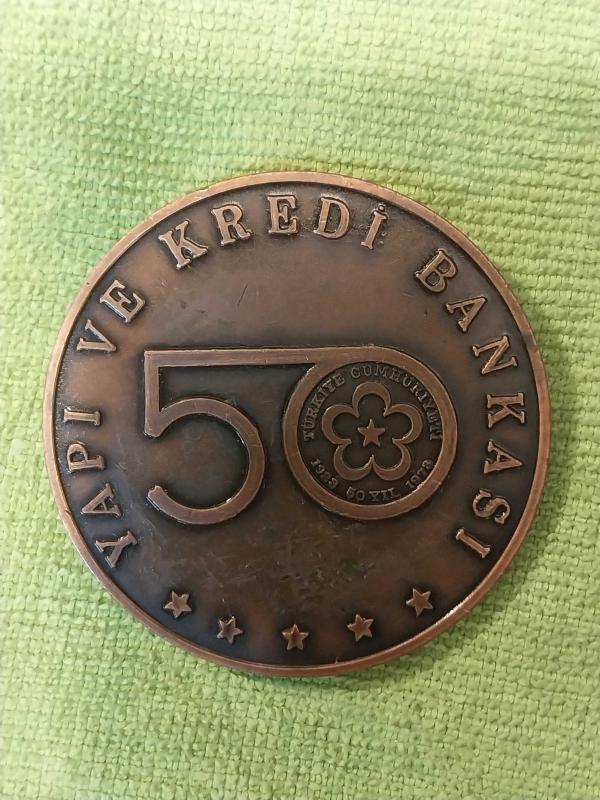 YAPI VE KREDİ BANKASI
50
TÜRKİYE CUMHURİYETİ
1923 50 YIL 1973